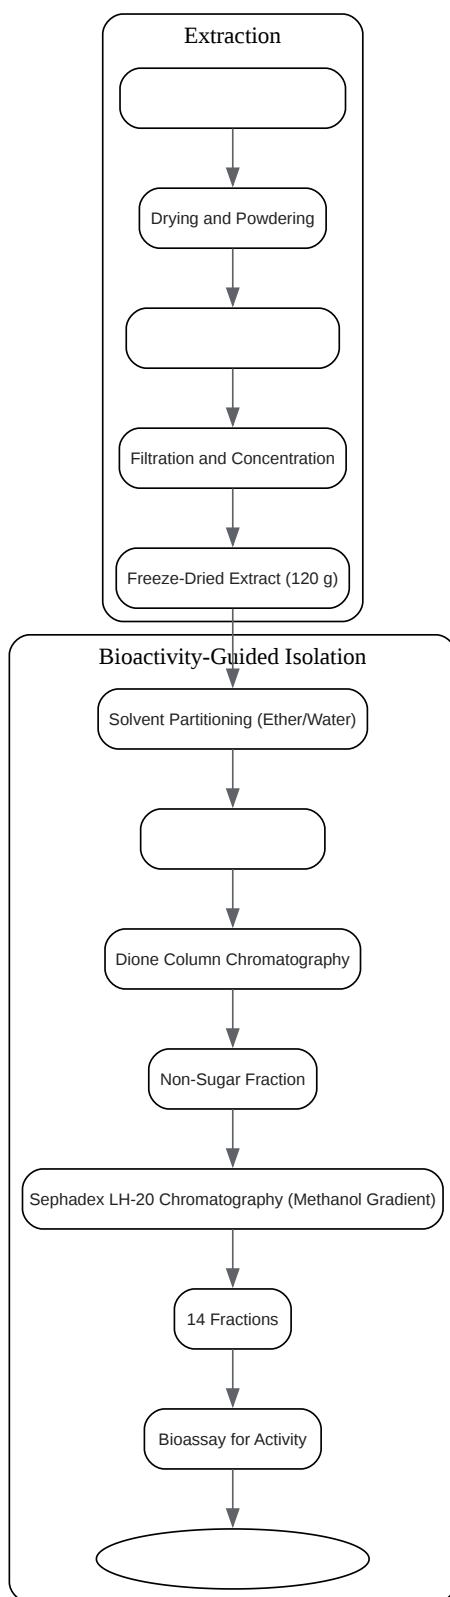 Extraction
Drying and Powdering
Filtration and Concentration
Freeze-Dried Extract (120 g)
Bioactivity-Guided Isolation
Solvent Partitioning (Ether/Water)
Dione Column Chromatography
Non-Sugar Fraction
Sephadex LH-20 Chromatography (Methanol Gradient)
14 Fractions
Bioassay for Activity